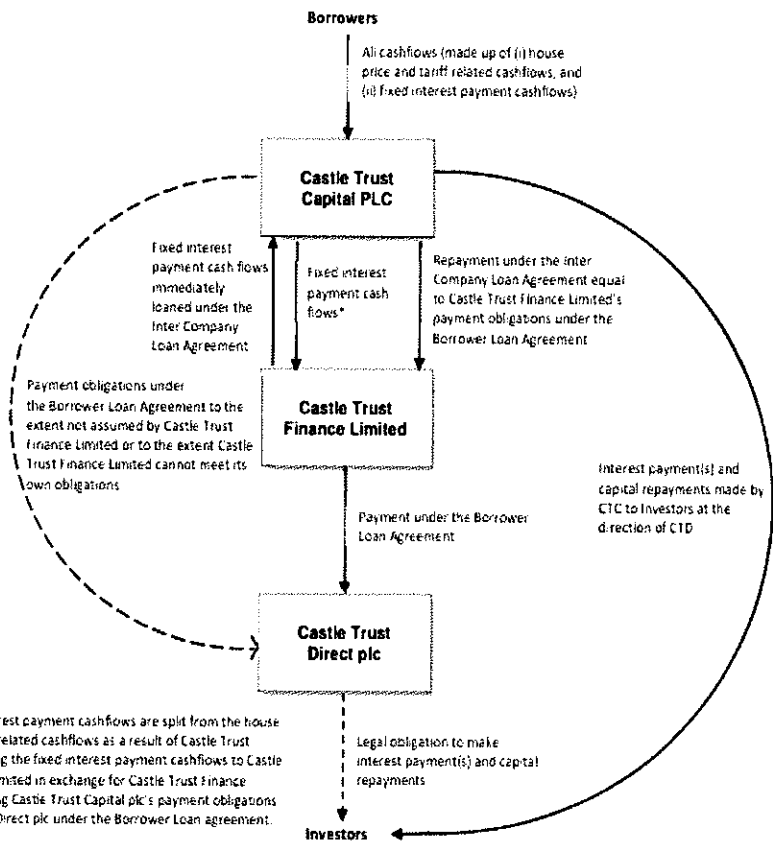 Borrowers
All cashflows (made up of (i) house
price and tariff related cashflows, and
(ii) fixed interest payment cashflows)
Castle Trust
Capital PLC
Fixed interest
payment cash flows
immediately
loaned under the
Inter Company
Loan Agreement
Fixed interest
payment cash
flows*
Repayment under the Inter
Company Loan Agreement equal
to Castle Trust Finance Limited's
payment obligations under the
Borrower Loan Agreement
Payment obligations under
the Borrower Loan Agreement to the
extent not assumed by Castle Trust
Finance Limited or to the extent Castle
Trust Finance Limited cannot meet its
own obligations
Castle Trust
Finance Limited
Interest payment(s) and
capital repayments made by
CTC to Investors at the
direction of CTD
Payment under the Borrower
Loan Agreement
Castle Trust
Direct plc
payment cashflows are split from the house
related cashflows as a result of Castle Trust
the fixed interest payment cashflows to Castle
in exchange for Castle Trust Finance
Castle Trust Capital plc's payment obligations
Direct plc under the Borrower Loan agreement.
Legal obligation to make
interest payment(s) and capital
repayments
Investors